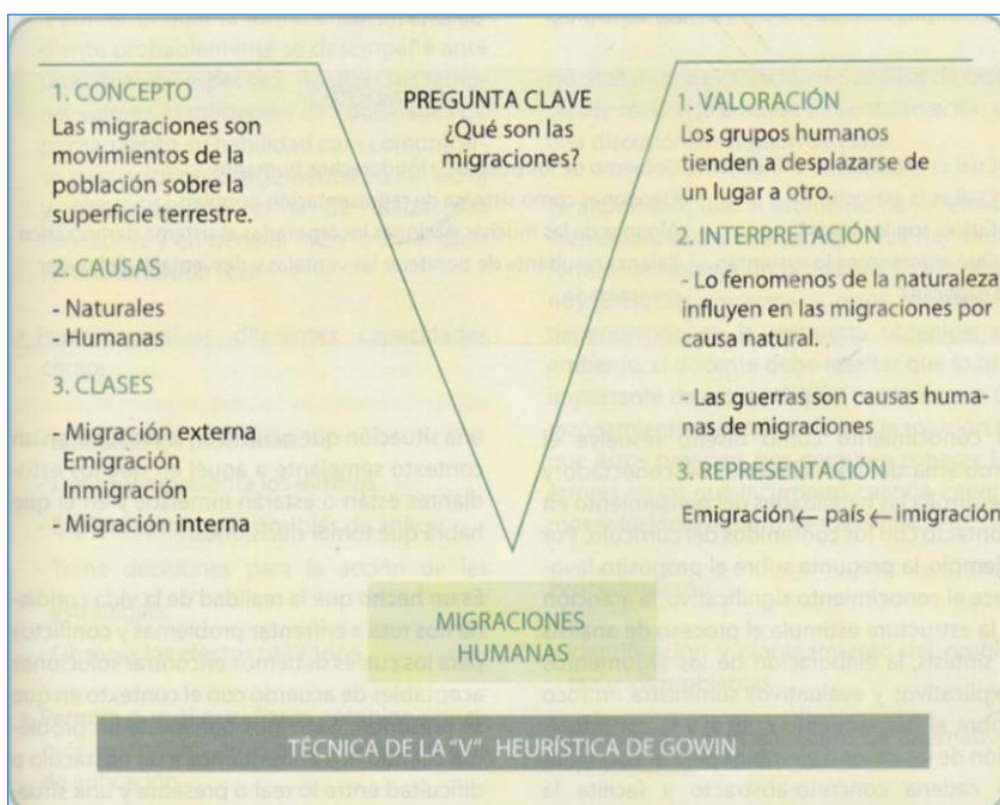 1. CONCEPTO
Las migraciones son
movimientos de la
población sobre la
superficie terrestre.
2. CAUSAS
- Naturales
- Humanas
3. CLASES
- Migración externa
Emigración
Inmigración
- Migración interna
PREGUNTA CLAVE
¿Qué son las
migraciones?
1. VALORACIÓN
Los grupos humanos
tienden a desplazarse de
un lugar a otro.
2. INTERPRETACIÓN
- Lo fenomenos de la naturaleza
influyen en las migraciones por
causa natural.
- Las guerras son causas huma-
nas de migraciones
3. REPRESENTACIÓN
Emigración← país ← imigración
MIGRACIONES
HUMANAS
TÉCNICA DE LA “V” HEURÍSTICA DE GOWIN